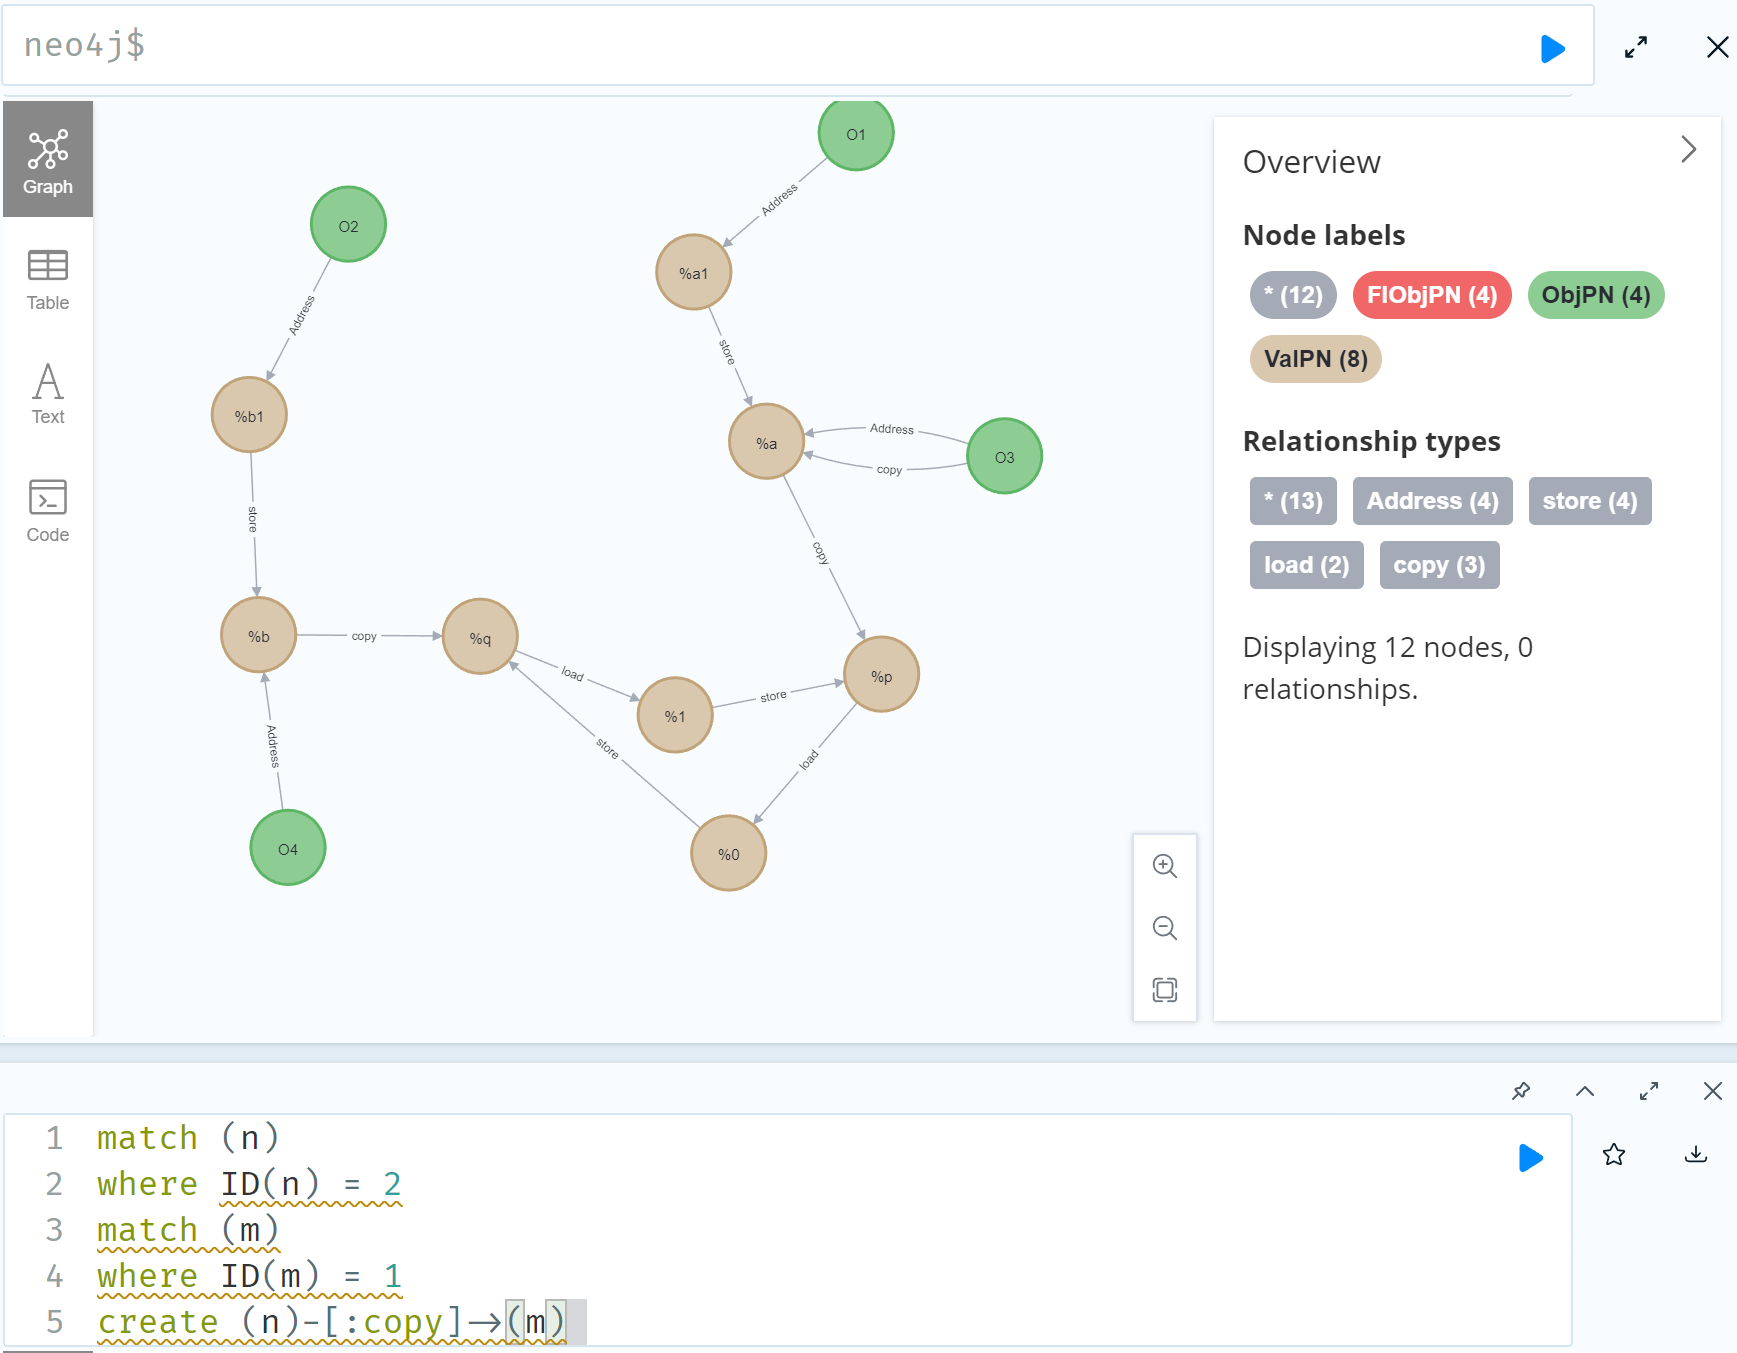 neo4j$
Graph
Table
Text
Code
O1
Address
O2
%a1
Address
store
%b1
%a
Address
copy
O3
store
copy
%b
copy
%q
load
%p
%1
store
store
Address
load
O4
%0
Overview
Node labels
* (12) FIObjPN (4) ObjPN (4)
ValPN (8)
Relationship types
* (13) Address (4) store (4)
load (2) copy (3)
Displaying 12 nodes, 0
relationships.
1 match (n)
2 where ID(n) = 2
3 match (m)
4 where ID(m) = 1
5 create (n)-[:copy]->(m)